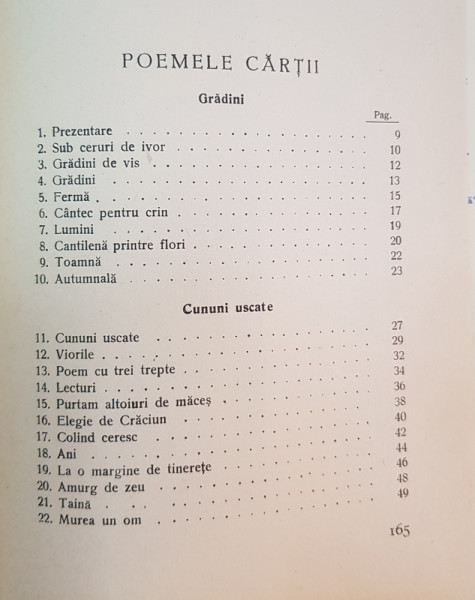 POEMELE CĂRȚII
Grădini
Pag.
1. Prezentare . . . . . . . . . . . . . . . . 9
2. Sub ceruri de ivor . . . . . . . . . . . . . 10
3. Grădini de vis . . . . . . . . . . . . . . . 12
4. Grădini . . . . . . . . . . . . . . . . . 13
5. Fermă . . . . . . . . . . . . . . . . . . 15
6. Cântec pentru crin . . . . . . . . . . . . . 17
7. Lumini . . . . . . . . . . . . . . . . . 19
8. Cantilenă printre flori . . . . . . . . . . . . 20
9. Toamnă . . . . . . . . . . . . . . . . . 22
10. Autumnală . . . . . . . . . . . . . . . . 23
Cununi uscate
11. Cununi uscate . . . . . . . . . . . . . . . 27
12. Viorile . . . . . . . . . . . . . . . . . . 29
13. Poem cu trei trepte . . . . . . . . . . . . . 32
14. Lecturi . . . . . . . . . . . . . . . . . 34
15. Purtam altoiuri de măceș . . . . . . . . . . . 36
16. Elegie de Crăciun . . . . . . . . . . . . . 38
17. Colind ceresc . . . . . . . . . . . . . . . 40
18. Ani . . . . . . . . . . . . . . . . . . 42
19. La o margine de tinerețe . . . . . . . . . . . 44
20. Amurg de zeu . . . . . . . . . . . . . . . 46
21. Taină . . . . . . . . . . . . . . . . . . 48
22. Murea un om . . . . . . . . . . . . . . . 49
165